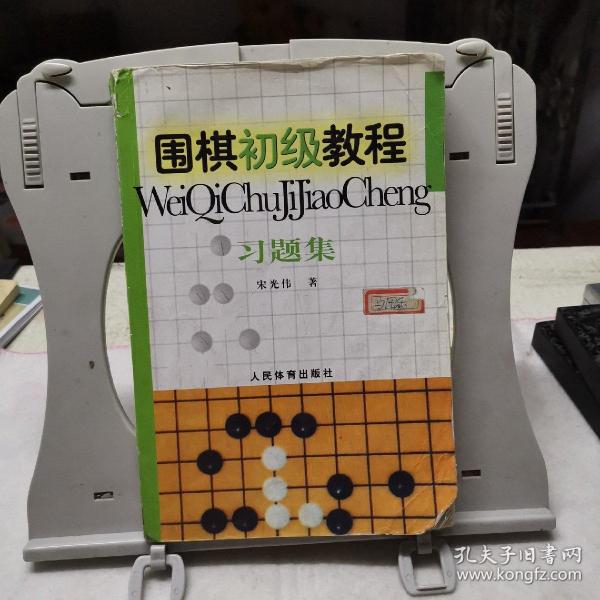 围棋初级教程
WeiQiChuJiJiaoCheng
习题集
宋光伟 著
人民体育出版社
孔夫子旧书网
www.kongfz.com